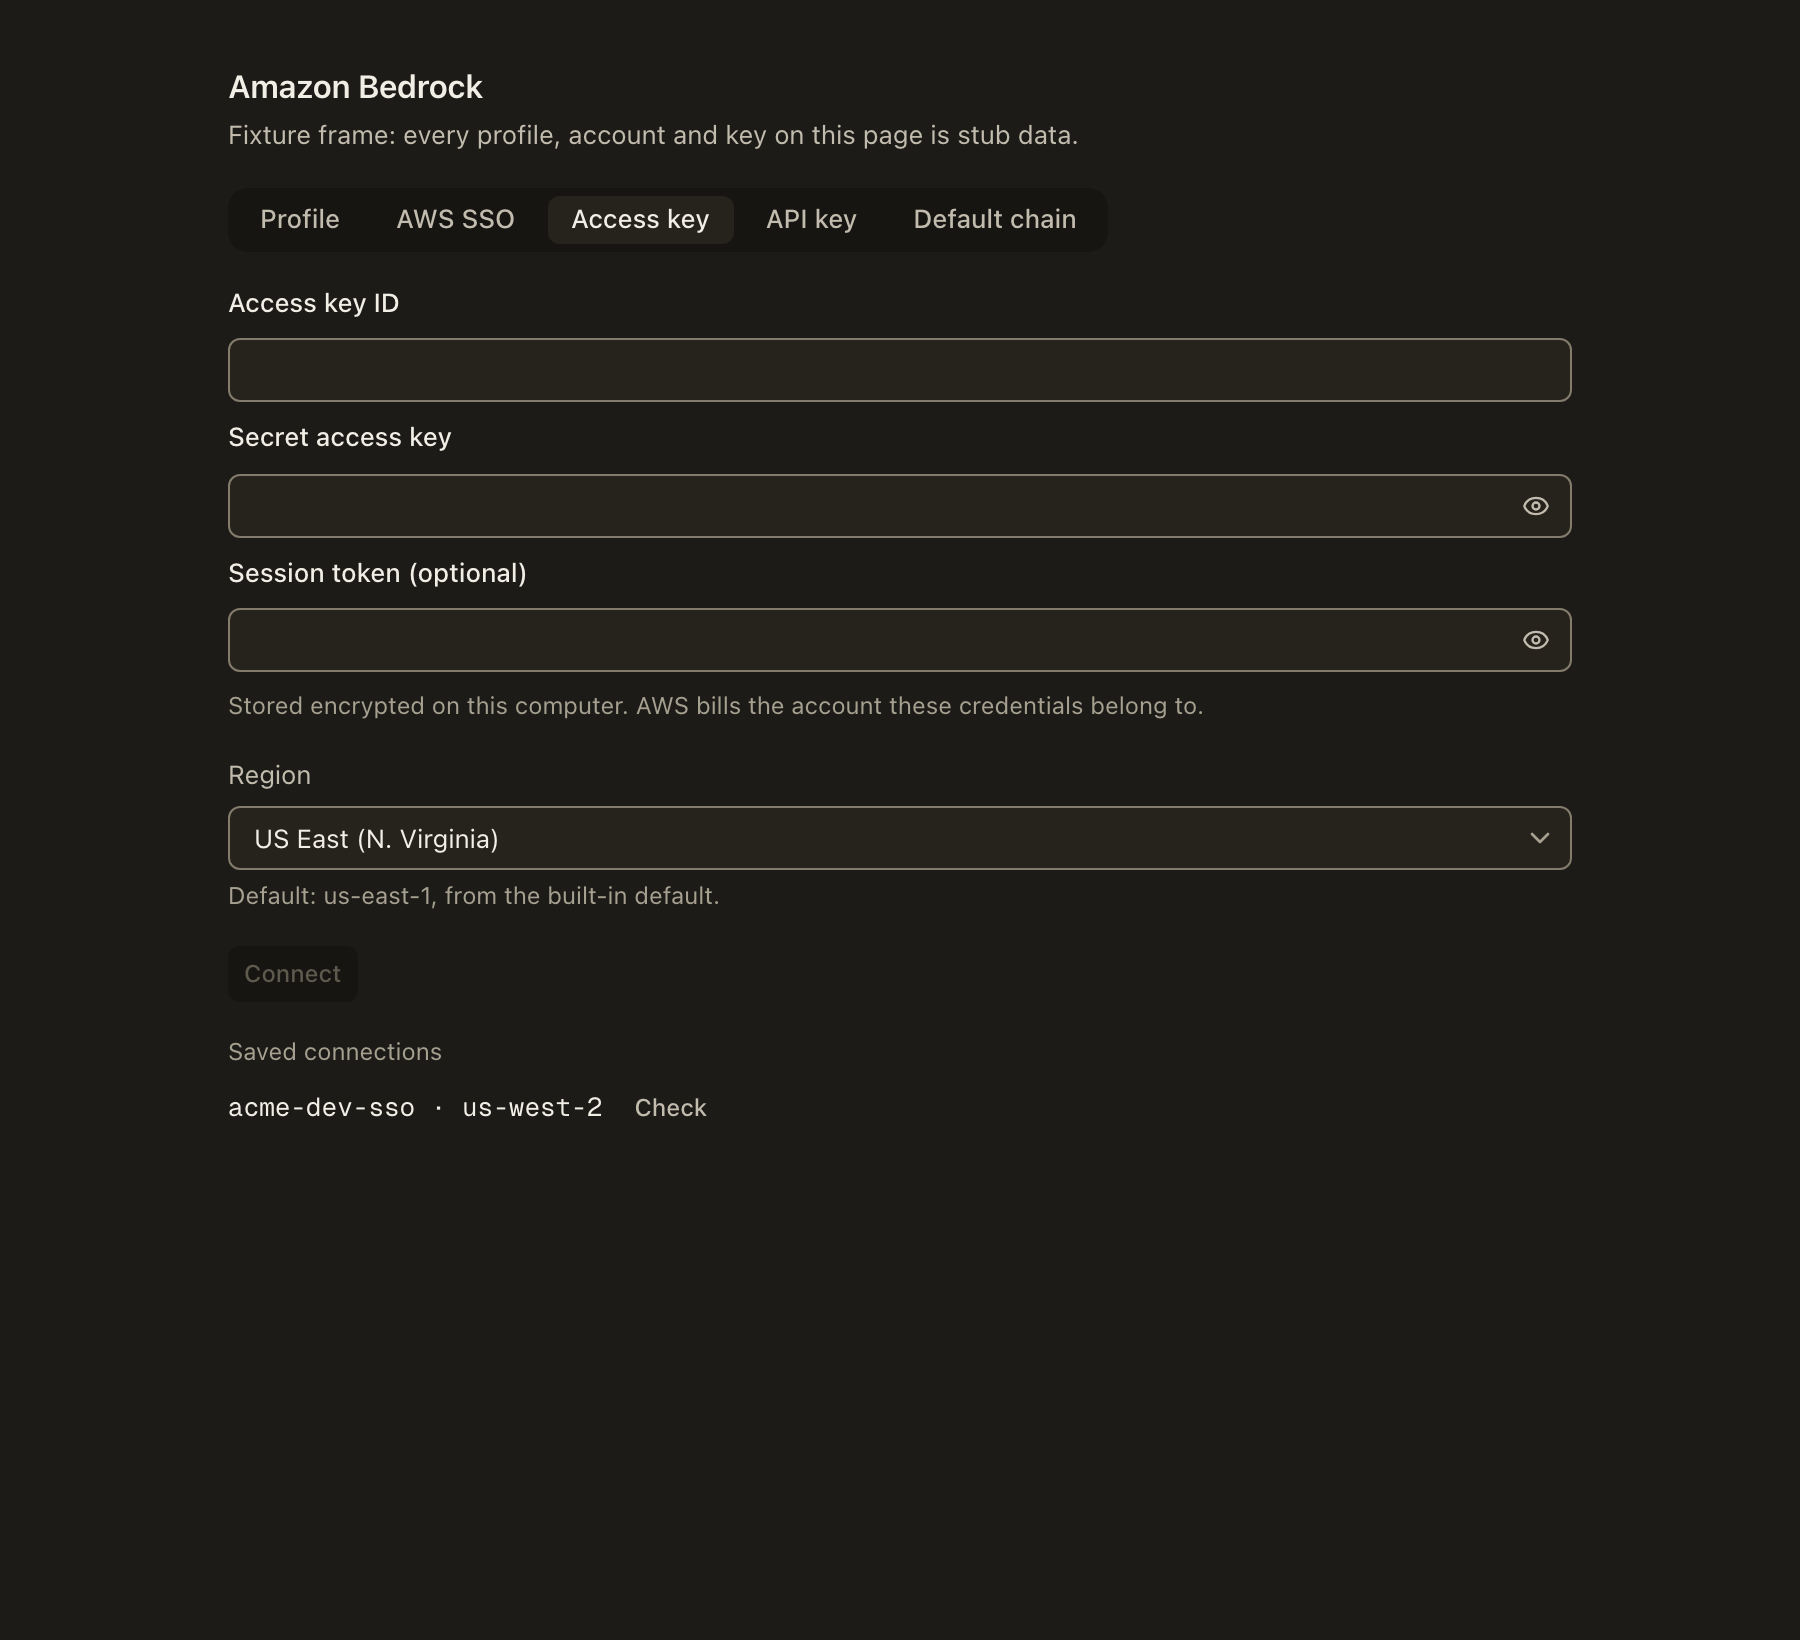 Amazon Bedrock
Fixture frame: every profile, account and key on this page is stub data.
Profile AWS SSO Access key API key Default chain
Access key ID
Secret access key
Session token (optional)
Stored encrypted on this computer. AWS bills the account these credentials belong to.
Region
US East (N. Virginia)
Default: us-east-1, from the built-in default.
Connect
Saved connections
acme-dev-sso · us-west-2 Check